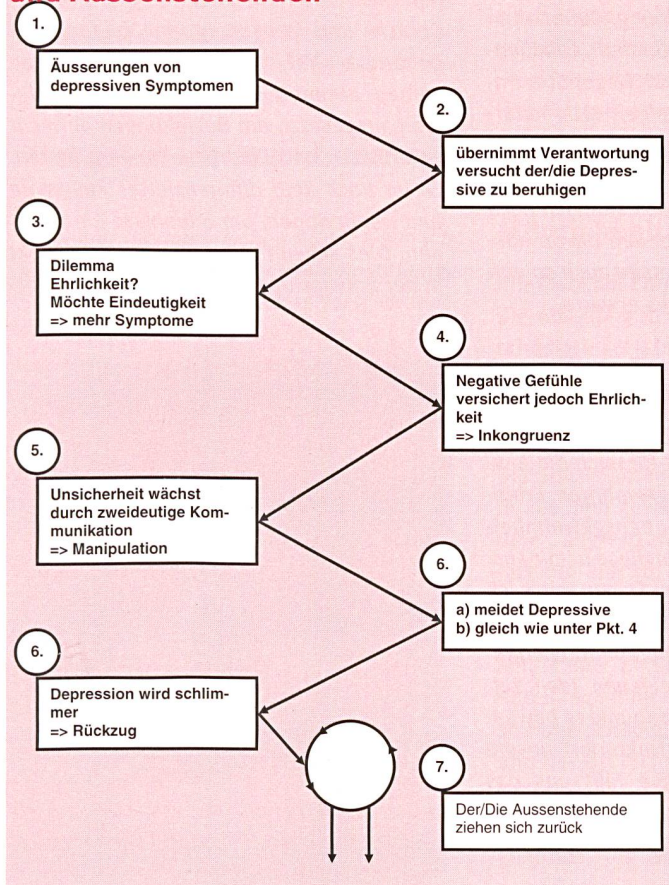 und Aussenstehenden
1.
Äusserungen von
depressiven Symptomen
2.
übernimmt Verantwortung
versucht der/die Depres-
sive zu beruhigen
3.
Dilemma
Ehrlichkeit?
Möchte Eindeutigkeit
=> mehr Symptome
4.
Negative Gefühle
versichert jedoch Ehrlich-
keit
=> Inkongruenz
5.
Unsicherheit wächst
durch zweideutige Kom-
munikation
=> Manipulation
6.
a) meidet Depressive
b) gleich wie unter Pkt. 4
6.
Depression wird schlim-
mer
=> Rückzug
7.
Der/Die Aussenstehende
ziehen sich zurück